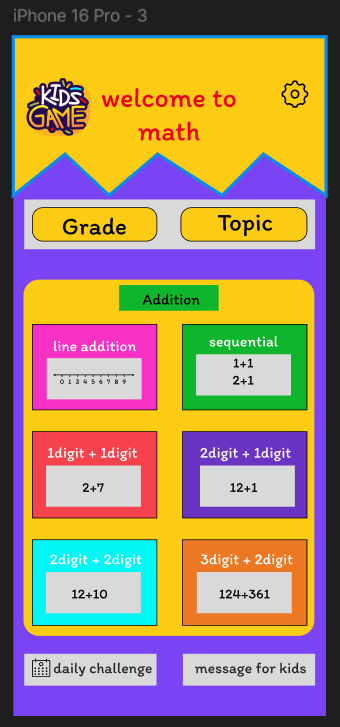 iPhone 16 Pro - 3
KIDS
GAME
welcome to
math
Grade
Topic
Addition
line addition
0 1 2 3 4 5 6 7 8 9
sequential
1+1
2+1
1digit + 1digit
2+7
2digit + 1digit
12+1
2digit + 2digit
12+10
3digit + 2digit
124+361
daily challenge
message for kids